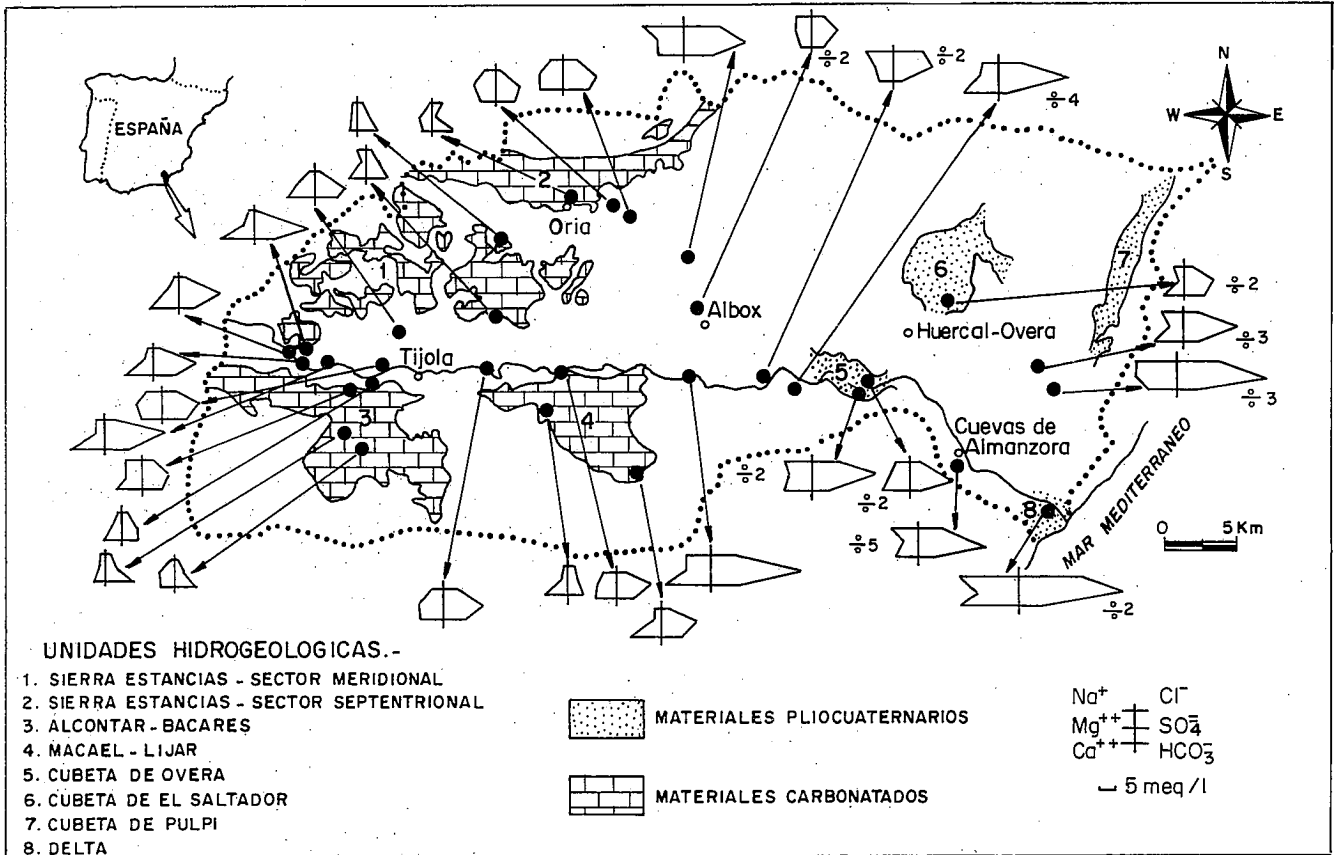 ESPAÑA
N
W E
S
÷2
÷2
÷4
2
Oria
1
6
7
÷2
Albox
Huercal-Overa
÷3
Tijola
5
÷3
3
4
Cuevas de
Almanzora
÷2
÷2
8
÷5
MAR MEDITERRANEO
0 5 Km
÷2
UNIDADES HIDROGEOLOGICAS.-
1. SIERRA ESTANCIAS - SECTOR MERIDIONAL
2. SIERRA ESTANCIAS - SECTOR SEPTENTRIONAL
3. ALCONTAR - BACARES
4. MACAEL - LIJAR
5. CUBETA DE OVERA
6. CUBETA DE EL SALTADOR
7. CUBETA DE PULPI
8. DELTA
MATERIALES PLIOCUATERNARIOS
MATERIALES CARBONATADOS
Na⁺ Cl⁻
Mg⁺⁺ SO₄⁼
Ca⁺⁺ HCO₃⁻
5 meq/l